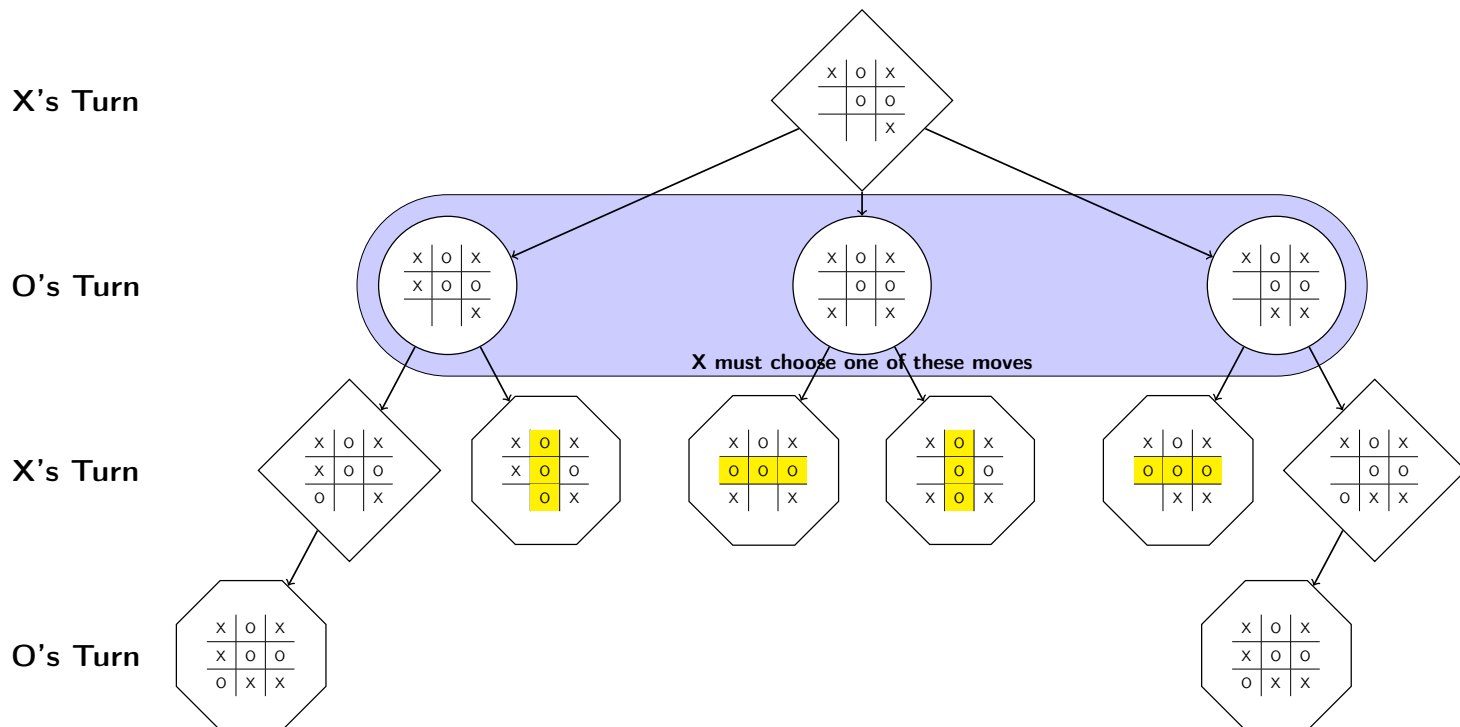 X's Turn
X O X
O O
X
O's Turn
X O X
X O O
X
X O X
O O
X
X O X
O O
X X
X must choose one of these moves
X's Turn
X O X
X O O
O X
X O X
X O O
O X
X O X
O O O
X X
X O X
O O
X O X
X O X
O O O
X X
X O X
O O
O X X
O's Turn
X O X
X O O
O X X
X O X
X O O
O X X